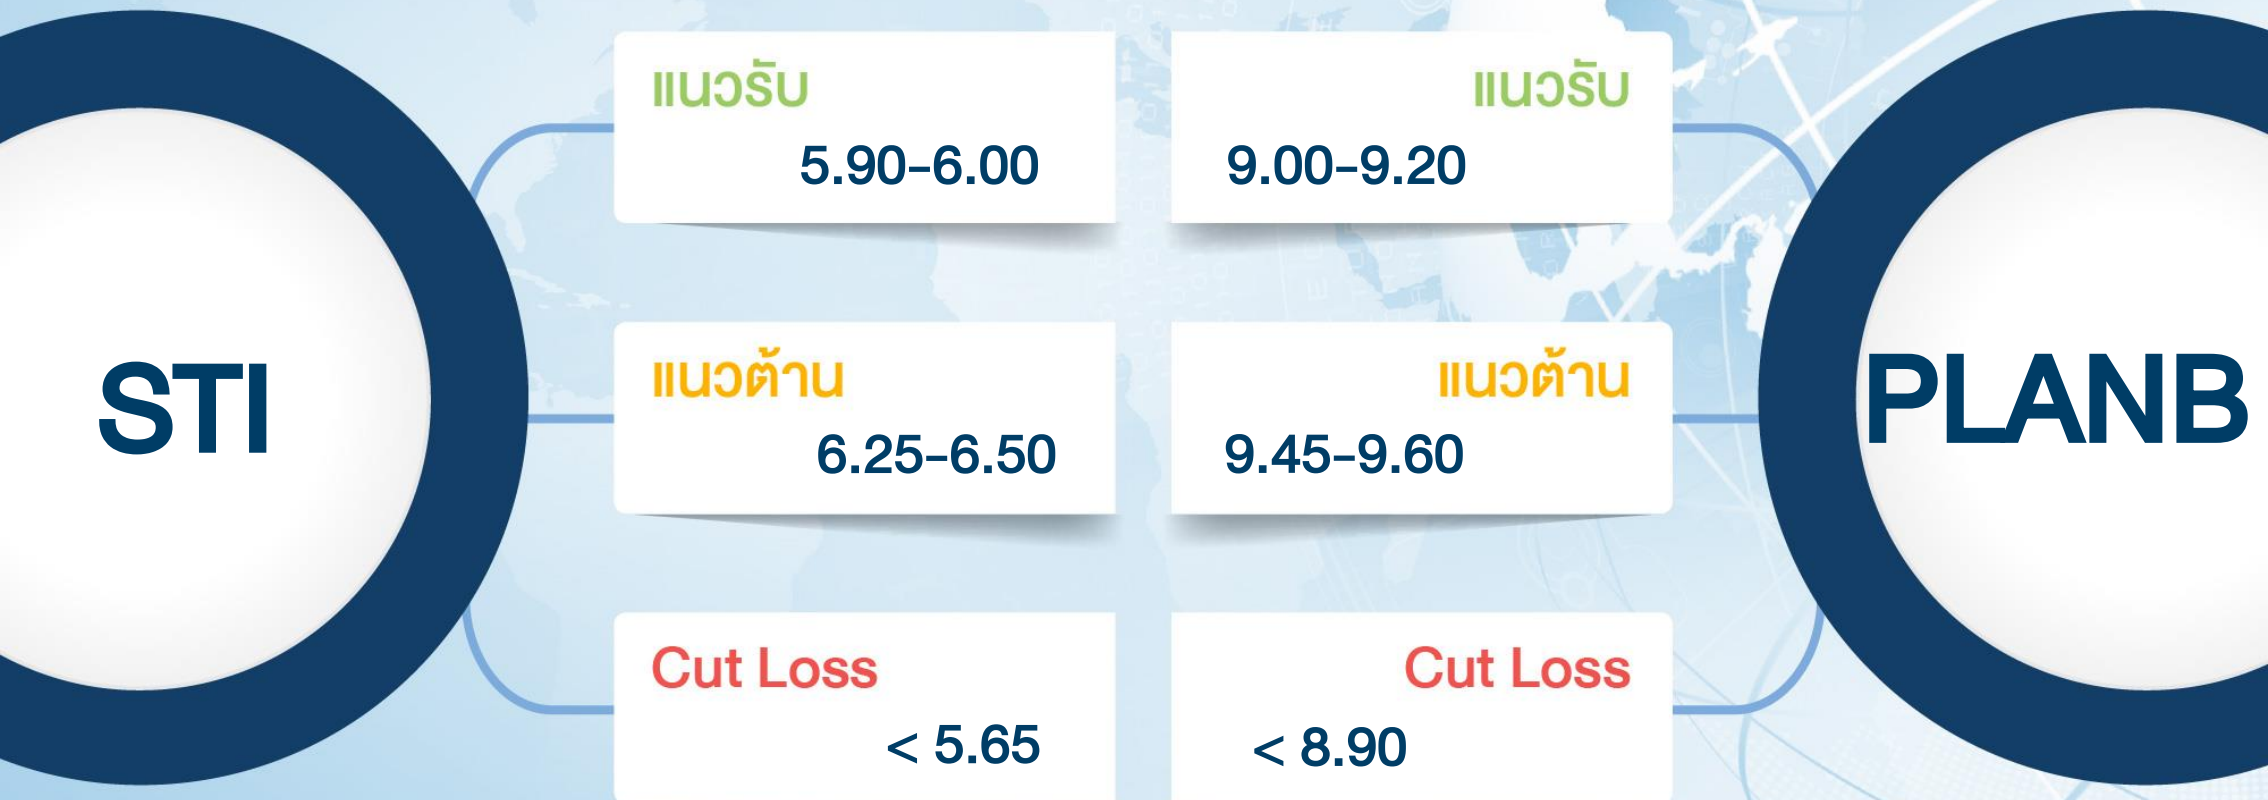 STI
แนวรับ
5.90-6.00
แนวต้าน
6.25-6.50
Cut Loss
< 5.65
แนวรับ
9.00-9.20
แนวต้าน
9.45-9.60
Cut Loss
< 8.90
PLANB